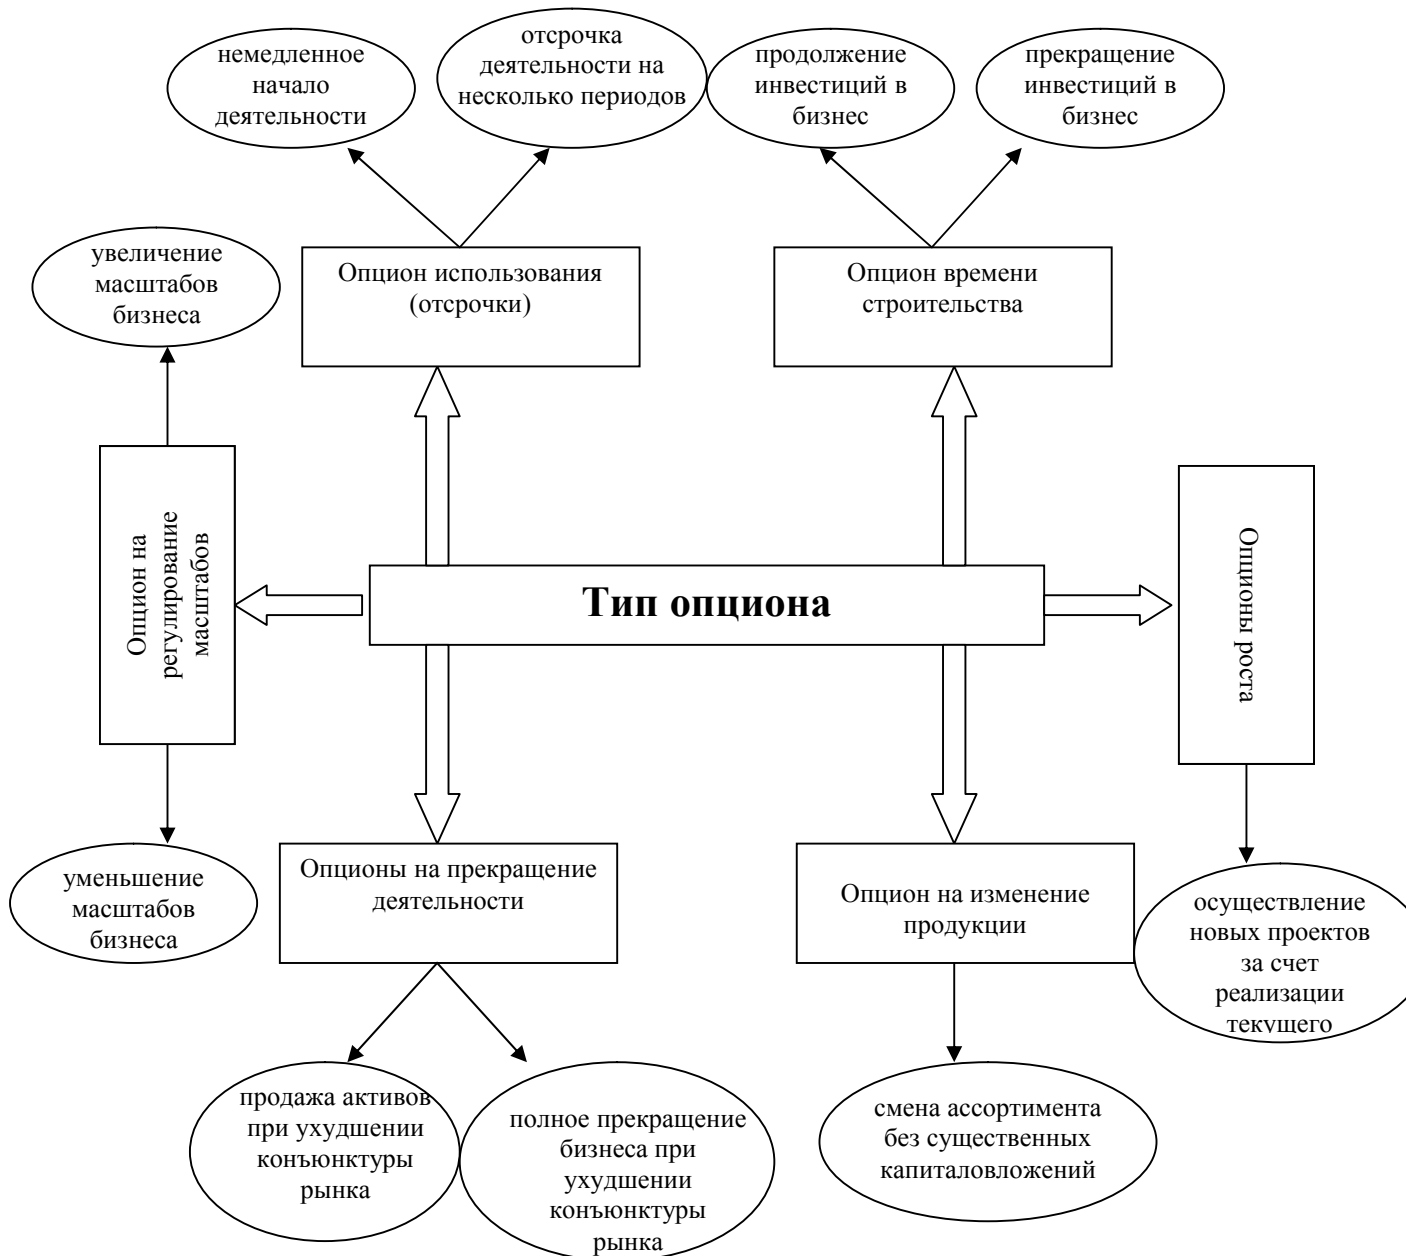 немедленное
начало
деятельности
отсрочка
деятельности на
несколько периодов
продолжение
инвестиций в
бизнес
прекращение
инвестиций в
бизнес
увеличение
масштабов
бизнеса
Опцион использования
(отсрочки)
Опцион времени
строительства
Опцион на
регулирование
масштабов
Тип опциона
Опционы роста
уменьшение
масштабов
бизнеса
Опционы на прекращение
деятельности
Опцион на изменение
продукции
осуществление
новых проектов
за счет
реализации
текущего
продажа активов
при ухудшении
конъюнктуры
рынка
полное прекращение
бизнеса при
ухудшении
конъюнктуры
рынка
смена ассортимента
без существенных
капиталовложений